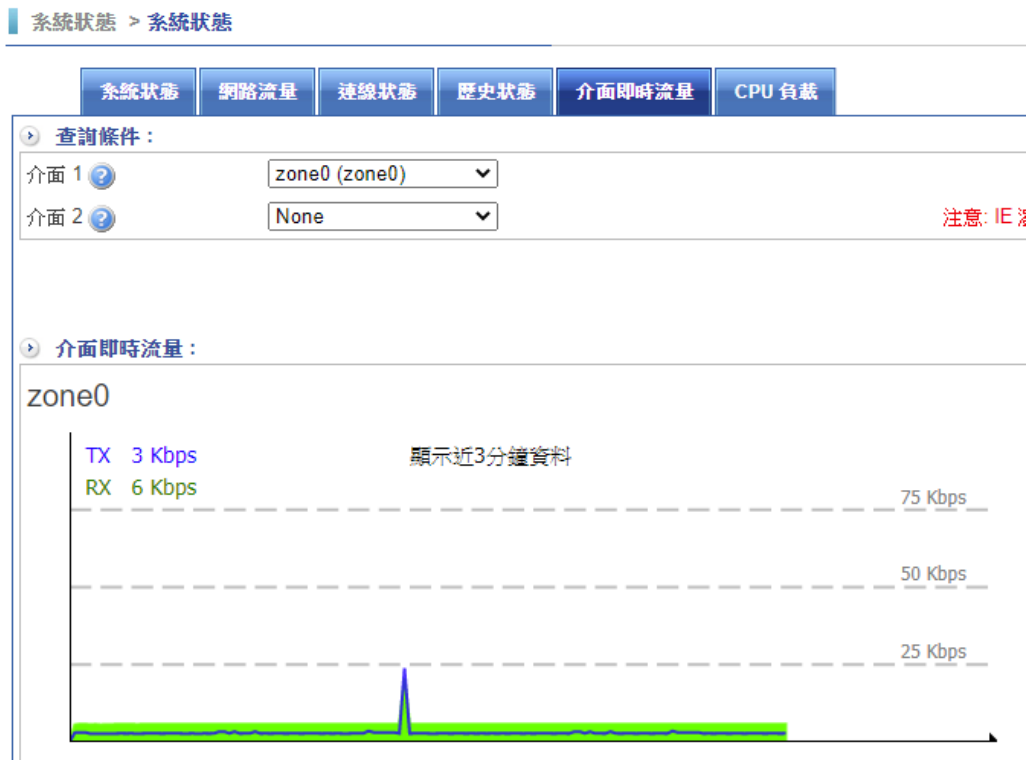 系統狀態 > 系統狀態
系統狀態 網路流量 連線狀態 歷史狀態 介面即時流量 CPU 負載
查詢條件：
介面 1 zone0 (zone0)
介面 2 None 注意: IE
介面即時流量：
zone0
TX 3 Kbps 顯示近3分鐘資料
RX 6 Kbps
75 Kbps
50 Kbps
25 Kbps